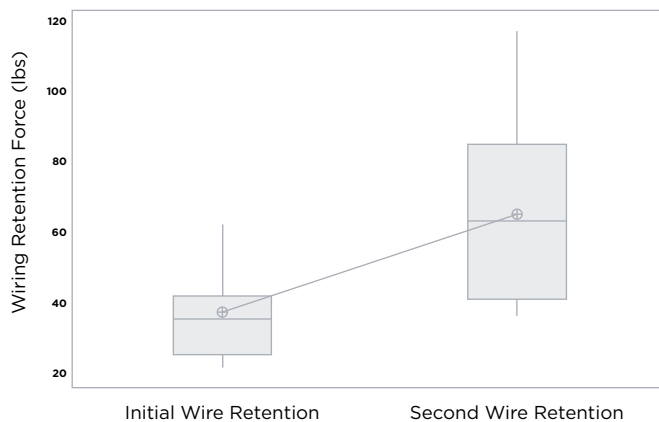 120
100
80
60
40
20
Wiring Retention Force (lbs)
Initial Wire Retention
Second Wire Retention